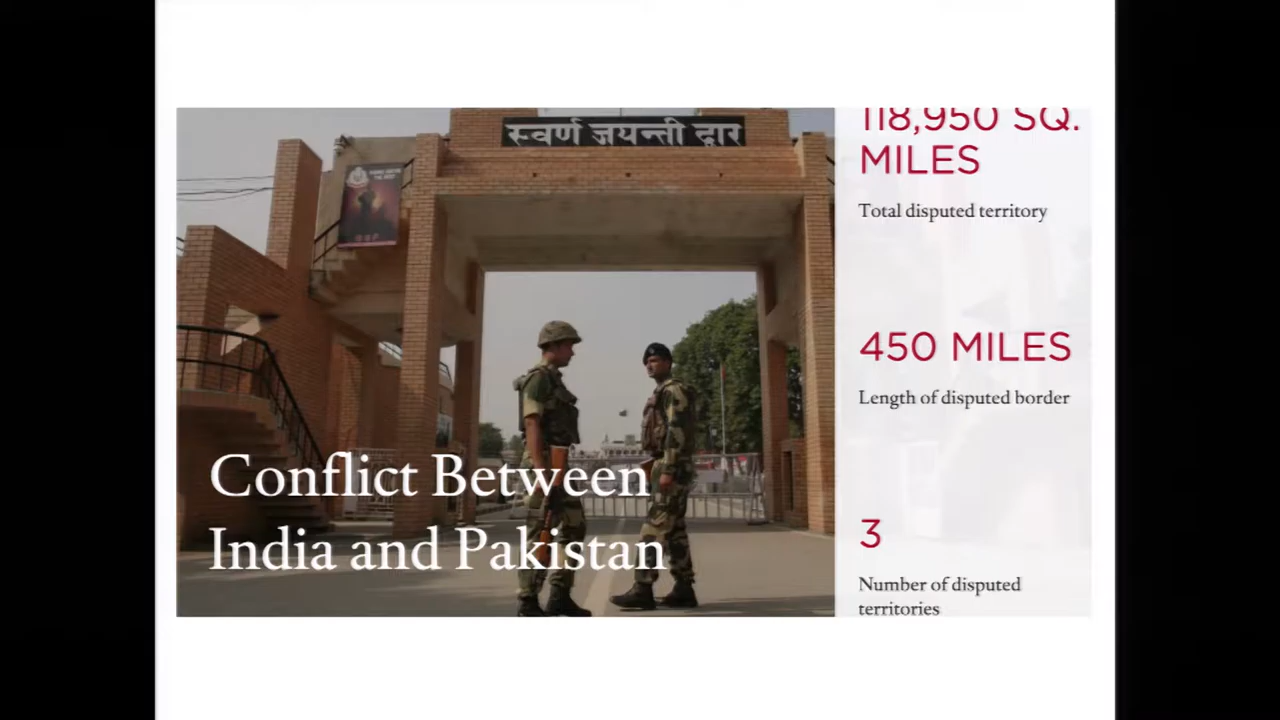 स्वर्ण जयन्ती द्वार
Conflict Between
India and Pakistan
118,950 SQ.
MILES
Total disputed territory
450 MILES
Length of disputed border
3
Number of disputed
territories